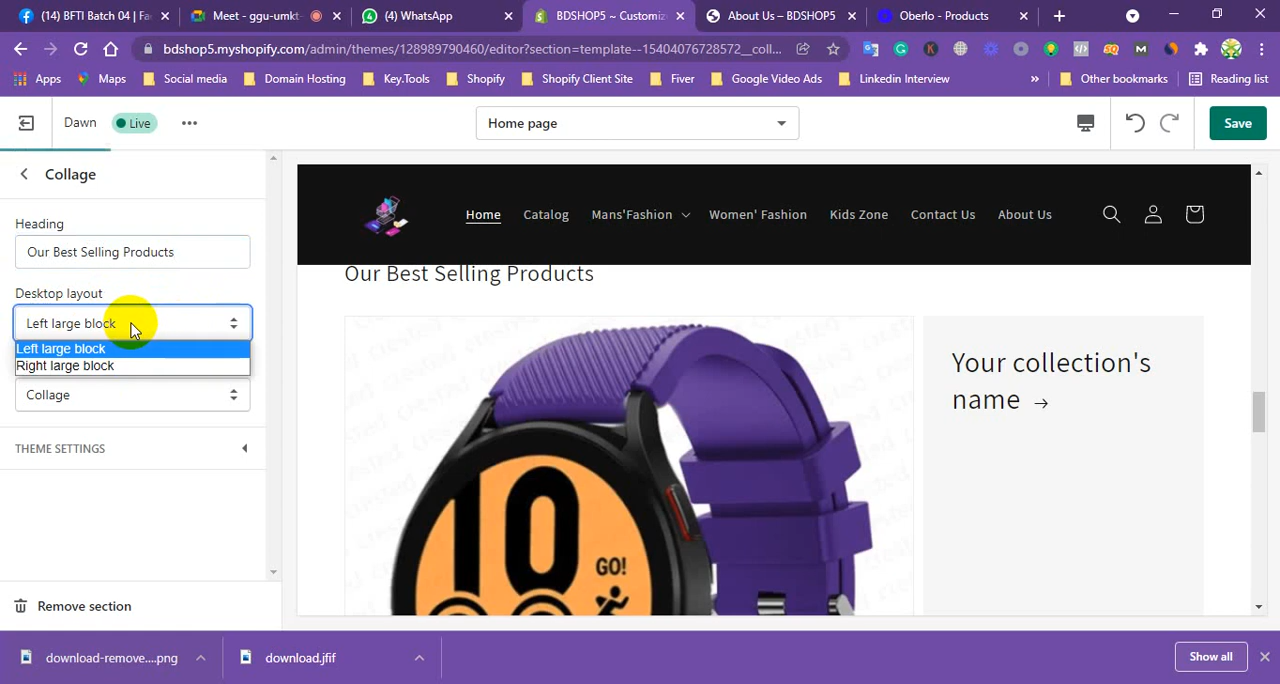 (14) BFTI Batch 04 | Fa
Meet - ggu-umkt-
(4) WhatsApp
BDSHOP5 ~ Customiz
About Us – BDSHOP5
Oberlo - Products
bdshop5.myshopify.com/admin/themes/128989790460/editor?section=template--15404076728572__coll...
Apps
Maps
Social media
Domain Hosting
Key.Tools
Shopify
Shopify Client Site
Fiver
Google Video Ads
Linkedin Interview
»
Other bookmarks
Reading list
Dawn
Live
Home page
Save
Collage
Heading
Our Best Selling Products
Desktop layout
Left large block
Left large block
Right large block
Collage
THEME SETTINGS
Remove section
Home
Catalog
Mans'Fashion
Women' Fashion
Kids Zone
Contact Us
About Us
Our Best Selling Products
10
GO!
Your collection's
name →
download-remove....png
download.jfif
Show all